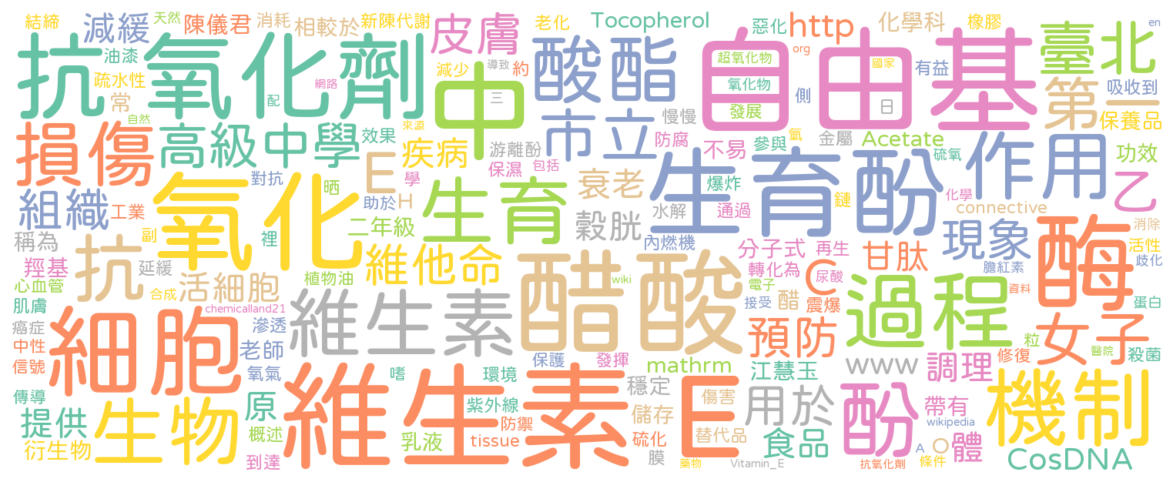 結締
減緩
天然
陳儀君
消耗
相較於
新陳代謝
皮膚
老化
Tocopherol
惡化
http
化學科
橡膠
臺北
en
油漆
疏水性
常
抗
氧化劑
配
網路
減少
導致
約
三
中
酸酯
超氧化物
org
國家
氧化物
發展
側
日
有益
吸收到
自由基
第一
保養品
損傷
自然
高級中學
效果
來源
疾病
游離酚
保濕
包括
慢慢
市立
防腐
不易
參與
氫
金屬
Acetate
硫氧
作用
功效
對抗
晒
E
學
助於
H
氧化
生育
衰老
穀胱
生育酚
爆炸
水解
通過
鏈
化學
connective
乙
組織
工業
副
裡
二年級
稱為
抗
維他命
內燃機
分子式
再生
甘肽
現象
酶
消除
活性
歧化
羥基
延緩
心血管
合成
活細胞
植物油
醋酸
wiki
轉化為
電子
尿酸
C
膽紅素
過程
肌膚
chemicalland21
維生素
接受
醋
震爆
資料
蛋白
癌症
細胞
滲透
老師
預防
粒
女子
中性
信號
氧氣
保護
發揮
mathrm
江慧玉
www
調理
修復
醫院
殺菌
傳導
嗜
環境
穩定
傷害
維生素E
用於
酚
帶有
wikipedia
機制
提供
生物
原
紫外線
防禦
儲存
替代品
食品
A
O
體
條件
衍生物
概述
到達
乳液
tissue
硫化
膜
藥物
Vitamin_E
抗氧化劑
CosDNA